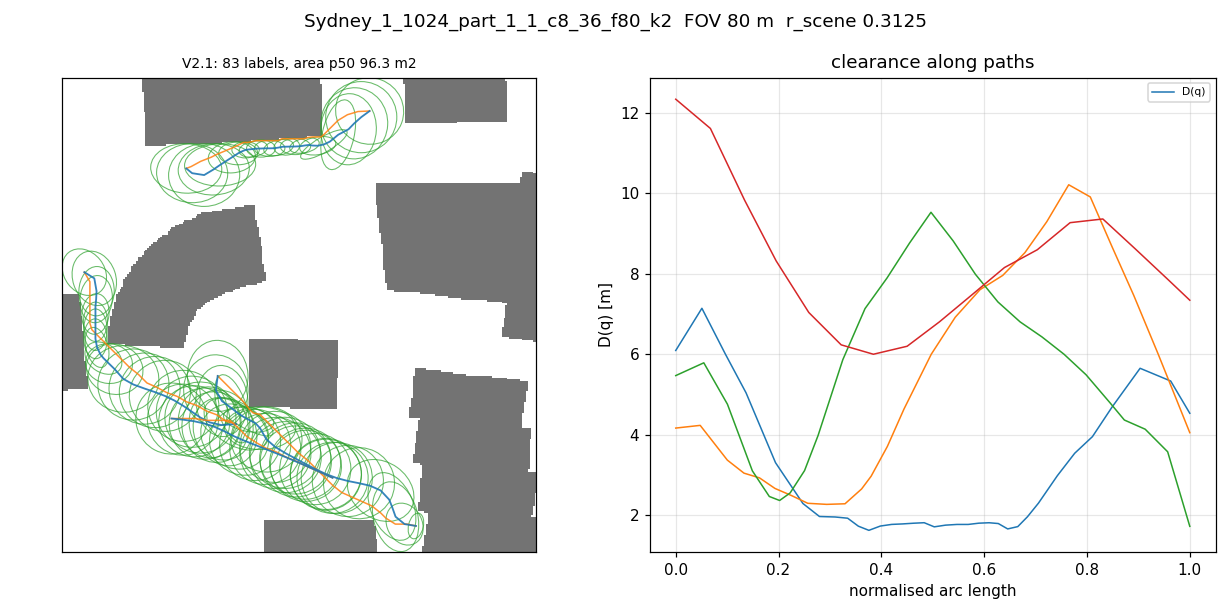 Sydney_1_1024_part_1_1_c8_36_f80_k2 FOV 80 m r_scene 0.3125
V2.1: 83 labels, area p50 96.3 m2
clearance along paths
D(q)
12
10
8
6
4
2
D(q) [m]
0.0 0.2 0.4 0.6 0.8 1.0
normalised arc length